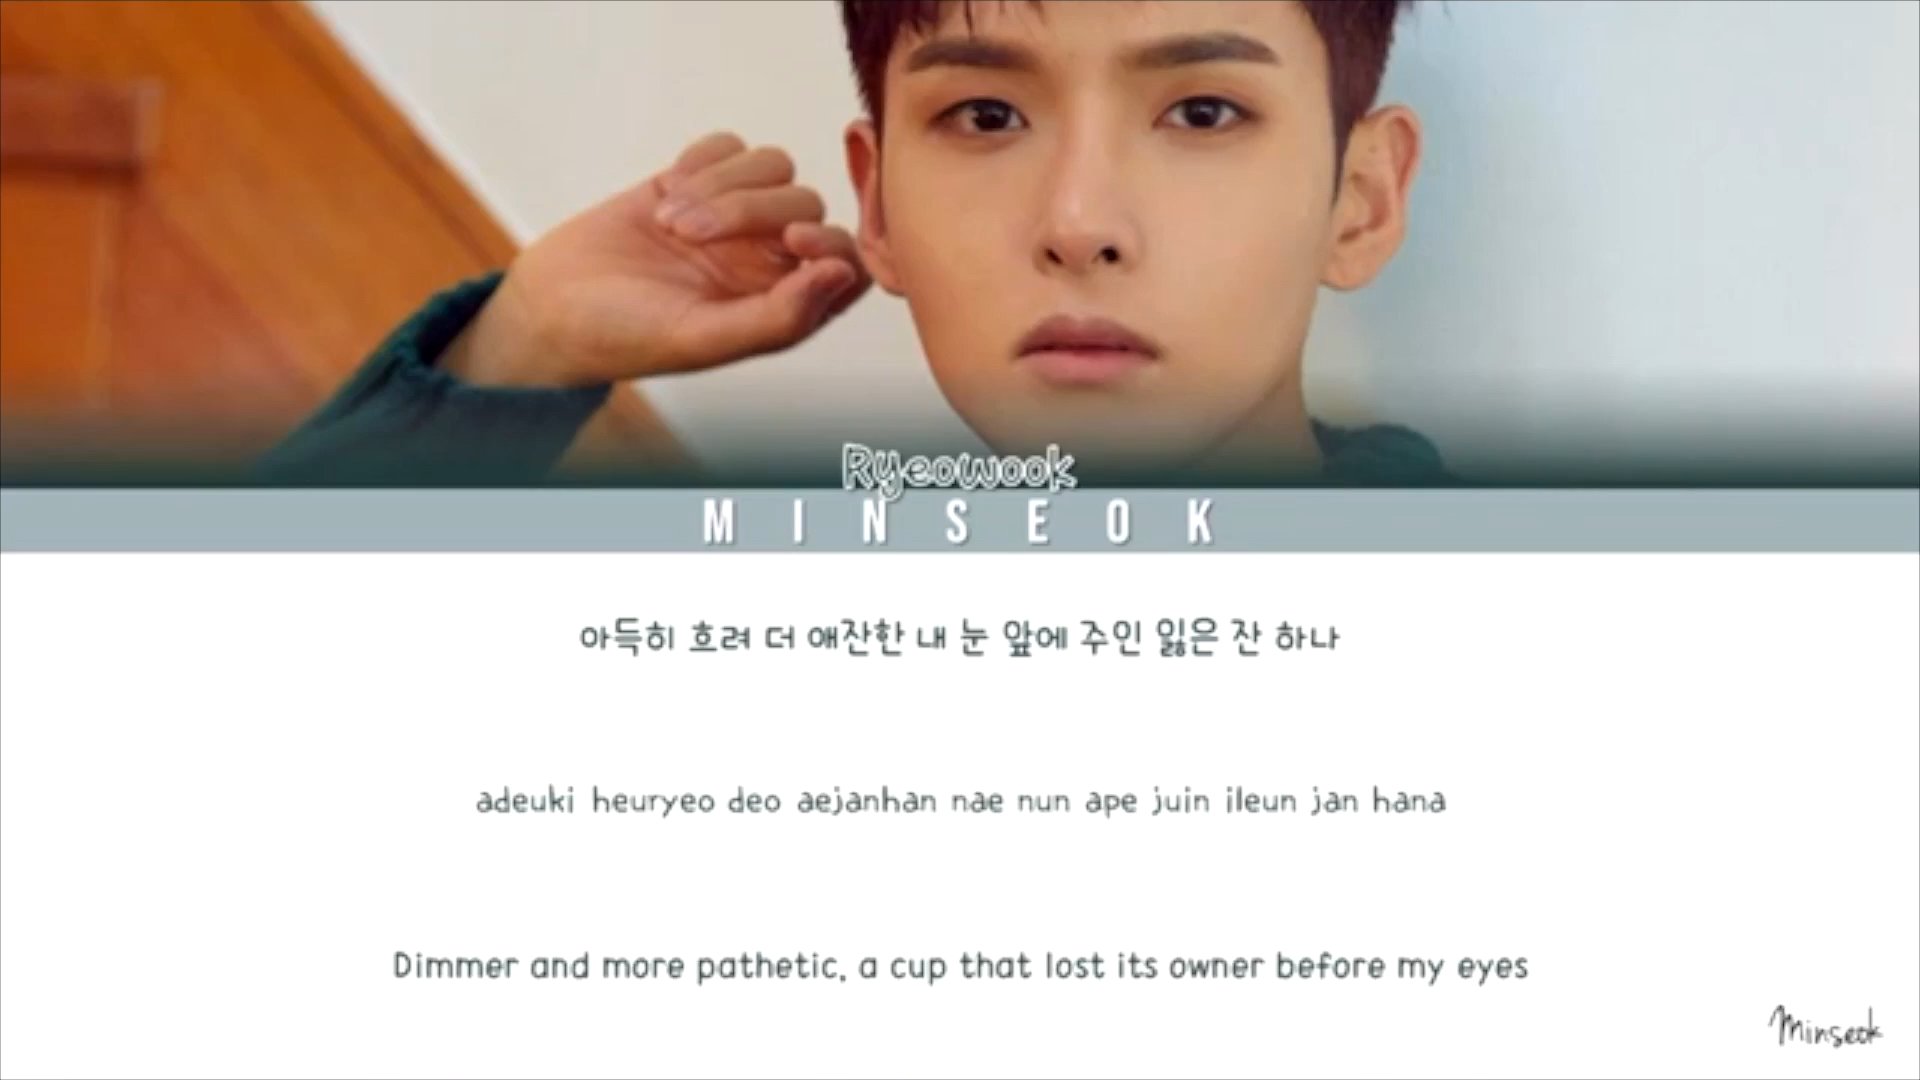 Ryeowook
MINSEOK
아득히 흐려 더 애잔한 내 눈 앞에 주인 잃은 잔 하나
adeuki heuryeo deo aejanhan nae nun ape juin ileun jan hana
Dimmer and more pathetic, a cup that lost its owner before my eyes
Minseok